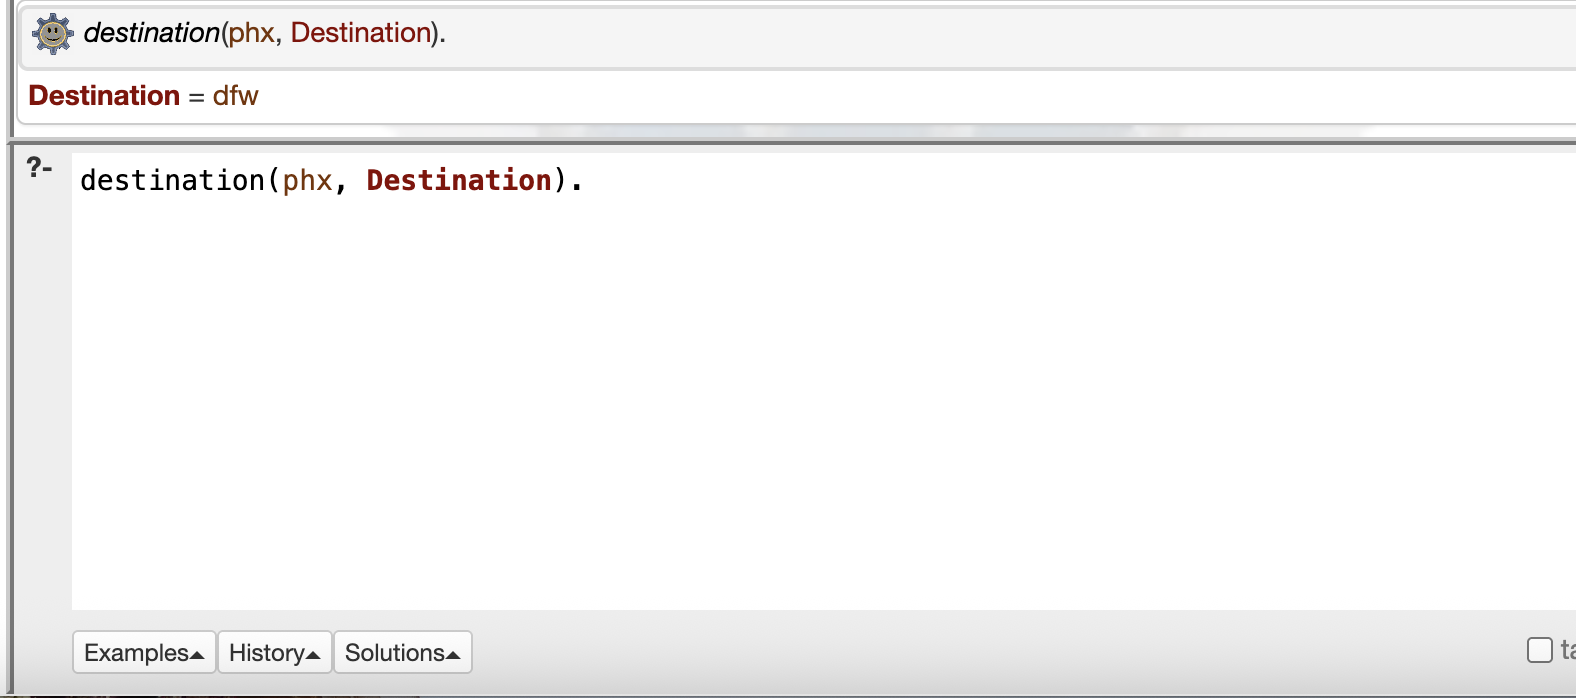 destination(phx, Destination).
Destination = dfw
?- destination(phx, Destination).
Examples▲ History▲ Solutions▲